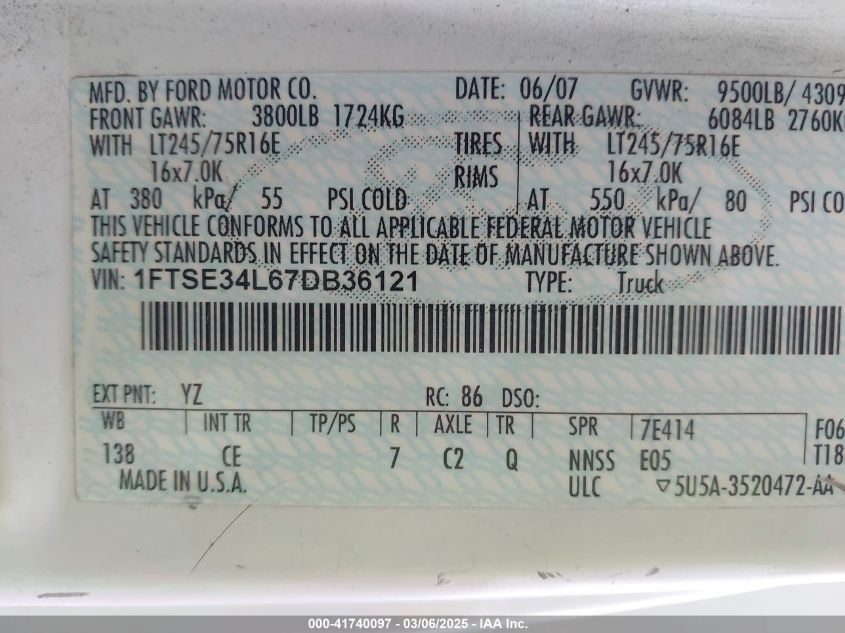 MFD. BY FORD MOTOR CO. DATE: 06/07 GVWR: 9500LB/ 4309
FRONT GAWR: 3800LB 1724KG REAR GAWR: 6084LB 2760K
WITH LT245/75R16E TIRES WITH LT245/75R16E
16x7.0K RIMS 16x7.0K
AT 380 kPa/ 55 PSI COLD AT 550 kPa/ 80 PSI CO
THIS VEHICLE CONFORMS TO ALL APPLICABLE FEDERAL MOTOR VEHICLE
SAFETY STANDARDS IN EFFECT ON THE DATE OF MANUFACTURE SHOWN ABOVE.
VIN: 1FTSE34L67DB36121 TYPE: Truck
EXT PNT: YZ RC: 86 DSO:
WB INT TR TP/PS R AXLE TR SPR 7E414 F06
138 CE 7 C2 Q NNSS E05 T18
MADE IN U.S.A. ULC ▽5U5A-3520472-AA
000-41740097 - 03/06/2025 - IAA Inc.